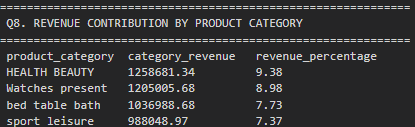 ============================================================
Q8. REVENUE CONTRIBUTION BY PRODUCT CATEGORY
============================================================
product_category category_revenue revenue_percentage
HEALTH BEAUTY 1258681.34 9.38
Watches present 1205005.68 8.98
bed table bath 1036988.68 7.73
sport leisure 988048.97 7.37